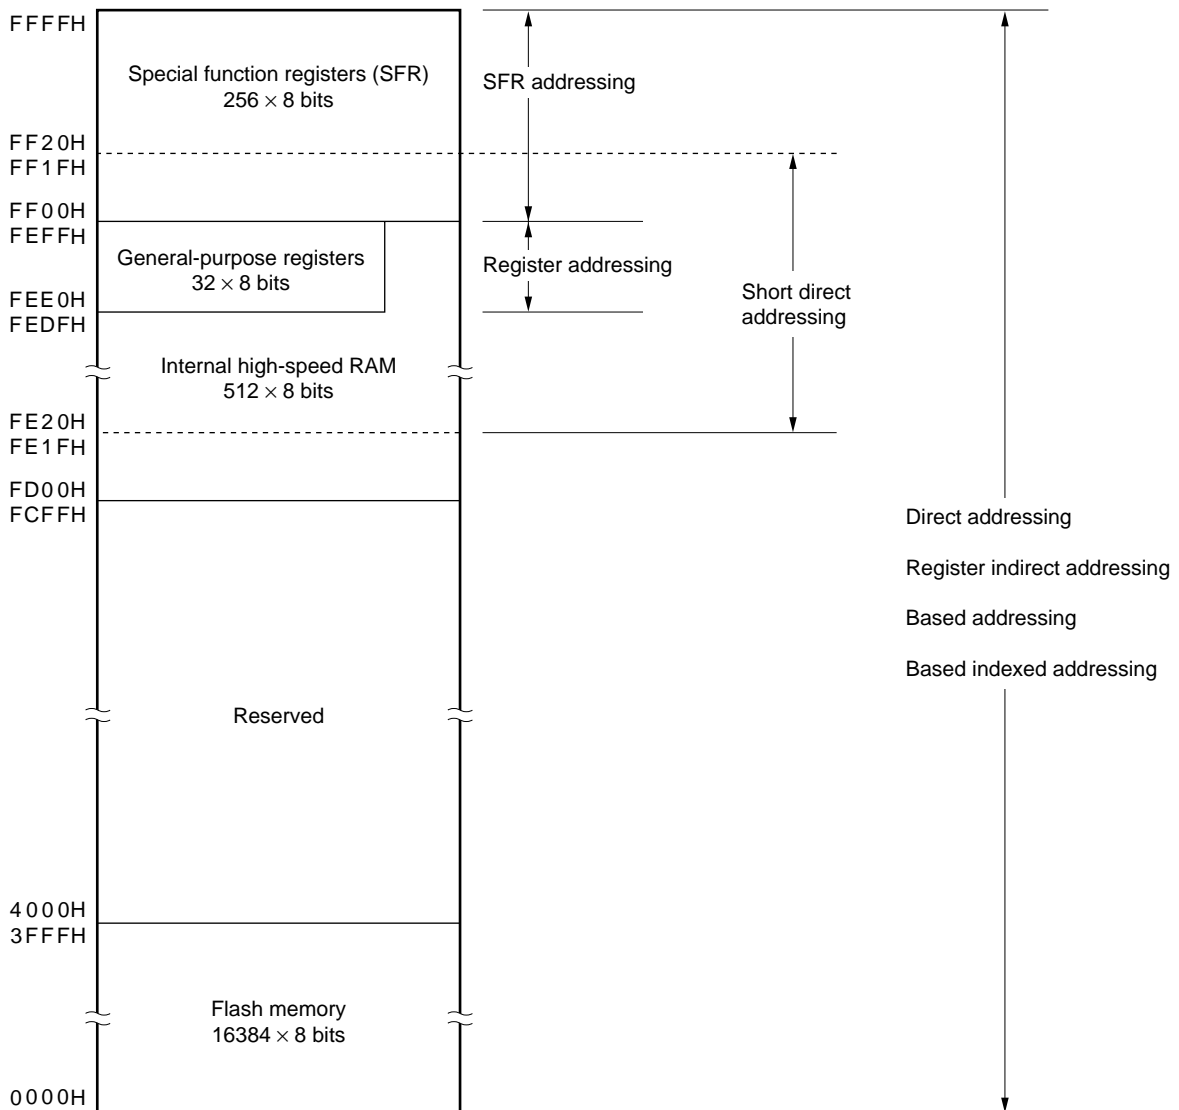 FFFFH
Special function registers (SFR)
256 × 8 bits
SFR addressing
FF20H
FF1FH
FF00H
FEFFH
General-purpose registers
32 × 8 bits
Register addressing
FEE0H
FEDFH
Short direct
addressing
Internal high-speed RAM
512 × 8 bits
FE20H
FE1FH
FD00H
FCFFH
Direct addressing
Register indirect addressing
Based addressing
Based indexed addressing
Reserved
4000H
3FFFH
Flash memory
16384 × 8 bits
0000H